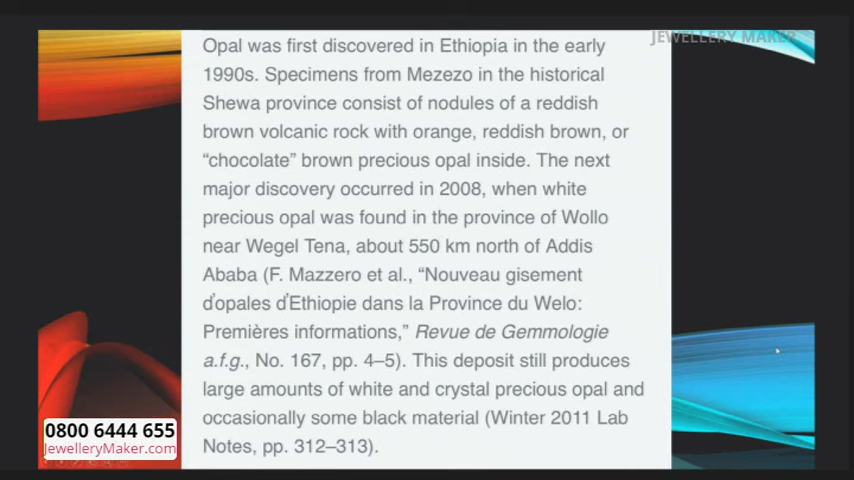 JEWELLERY MAKER
Opal was first discovered in Ethiopia in the early
1990s. Specimens from Mezezo in the historical
Shewa province consist of nodules of a reddish
brown volcanic rock with orange, reddish brown, or
“chocolate” brown precious opal inside. The next
major discovery occurred in 2008, when white
precious opal was found in the province of Wollo
near Wegel Tena, about 550 km north of Addis
Ababa (F. Mazzero et al., “Nouveau gisement
d’opales d’Ethiopie dans la Province du Welo:
Premières informations,” Revue de Gemmologie
a.f.g., No. 167, pp. 4–5). This deposit still produces
large amounts of white and crystal precious opal and
occasionally some black material (Winter 2011 Lab
Notes, pp. 312–313).
0800 6444 655
JewelleryMaker.com